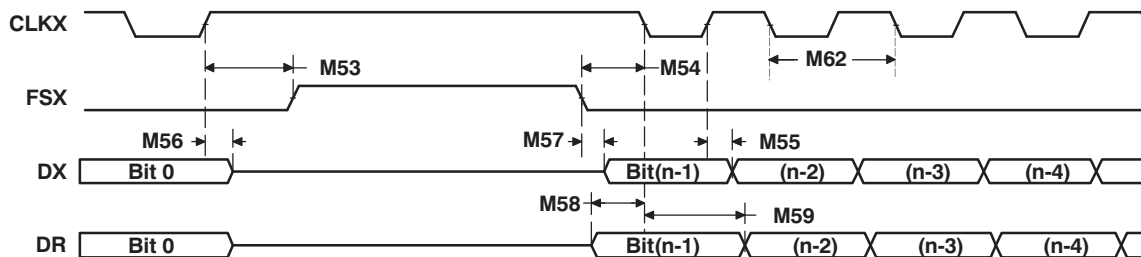 CLKX
M53 M54 M62
FSX
M56 M57 M55
DX Bit 0 Bit(n-1) (n-2) (n-3) (n-4)
M58 M59
DR Bit 0 Bit(n-1) (n-2) (n-3) (n-4)